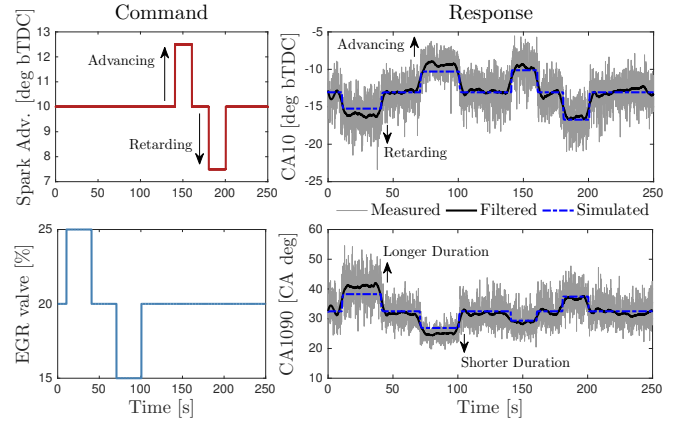 Command
Response
Spark Adv. [deg bTDC]
13
12
11
10
9
8
7
Advancing
Retarding
0 50 100 150 200 250
CA10 [deg bTDC]
-5
-10
-15
-20
-25
Advancing
Retarding
0 50 100 150 200 250
Measured Filtered Simulated
EGR valve [%]
25
20
15
0 50 100 150 200 250
Time [s]
CA1090 [CA deg]
60
50
40
30
20
10
Longer Duration
Shorter Duration
0 50 100 150 200 250
Time [s]